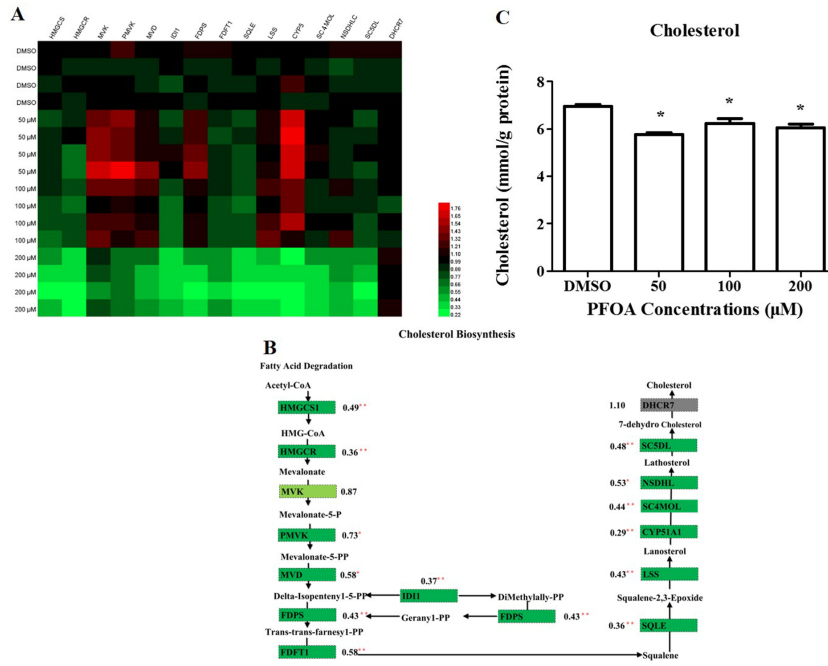 A
HMGCS
HMGCR
MVK
PMVK
MVD
IDI1
FDPS
FDFT1
SQLE
LSS
CYP5
SC4MOL
NSDHLC
SC5DL
DHCR7
DMSO
DMSO
DMSO
DMSO
50 µM
50 µM
50 µM
50 µM
100 µM
100 µM
100 µM
100 µM
200 µM
200 µM
200 µM
200 µM
1.76
1.65
1.54
1.43
1.32
1.21
1.10
0.99
0.88
0.77
0.66
0.55
0.44
0.33
0.22
C
Cholesterol
Cholesterol (mmol/g protein)
8
6
4
2
0
* * *
DMSO 50 100 200
PFOA Concentrations (µM)
Cholesterol Biosynthesis
B
Fatty Acid Degradation
Acetyl-CoA
HMGCS1 0.49**
HMG-CoA
HMGCR 0.36**
Mevalonate
MVK 0.87
Mevalonate-5-P
PMVK 0.73*
Mevalonate-5-PP
MVD 0.58*
Delta-Isopenteny1-5-PP
0.37**
IDI1
DiMethylally-PP
FDPS 0.43**
Gerany1-PP
FDPS 0.43**
Trans-trans-farnesy1-PP
FDFT1 0.58**
Squalene
0.36** SQLE
Squalene-2,3-Epoxide
0.43** LSS
Lanosterol
0.29** CYP51A1
0.44** SC4MOL
0.53* NSDHL
Lathosterol
0.48** SC5DL
7-dehydro Cholesterol
1.10 DHCR7
Cholesterol